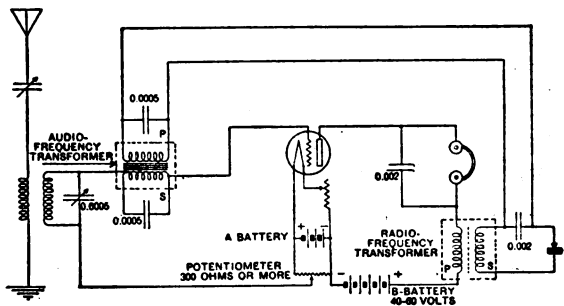 0.0005
P
AUDIO-
FREQUENCY
TRANSFORMER
S
0.0005
0.0005
0.002
+ -
A BATTERY
POTENTIOMETER
300 OHMS OR MORE
- +
B-BATTERY
40-60 VOLTS
RADIO-
FREQUENCY
TRANSFORMER
P
S
0.002